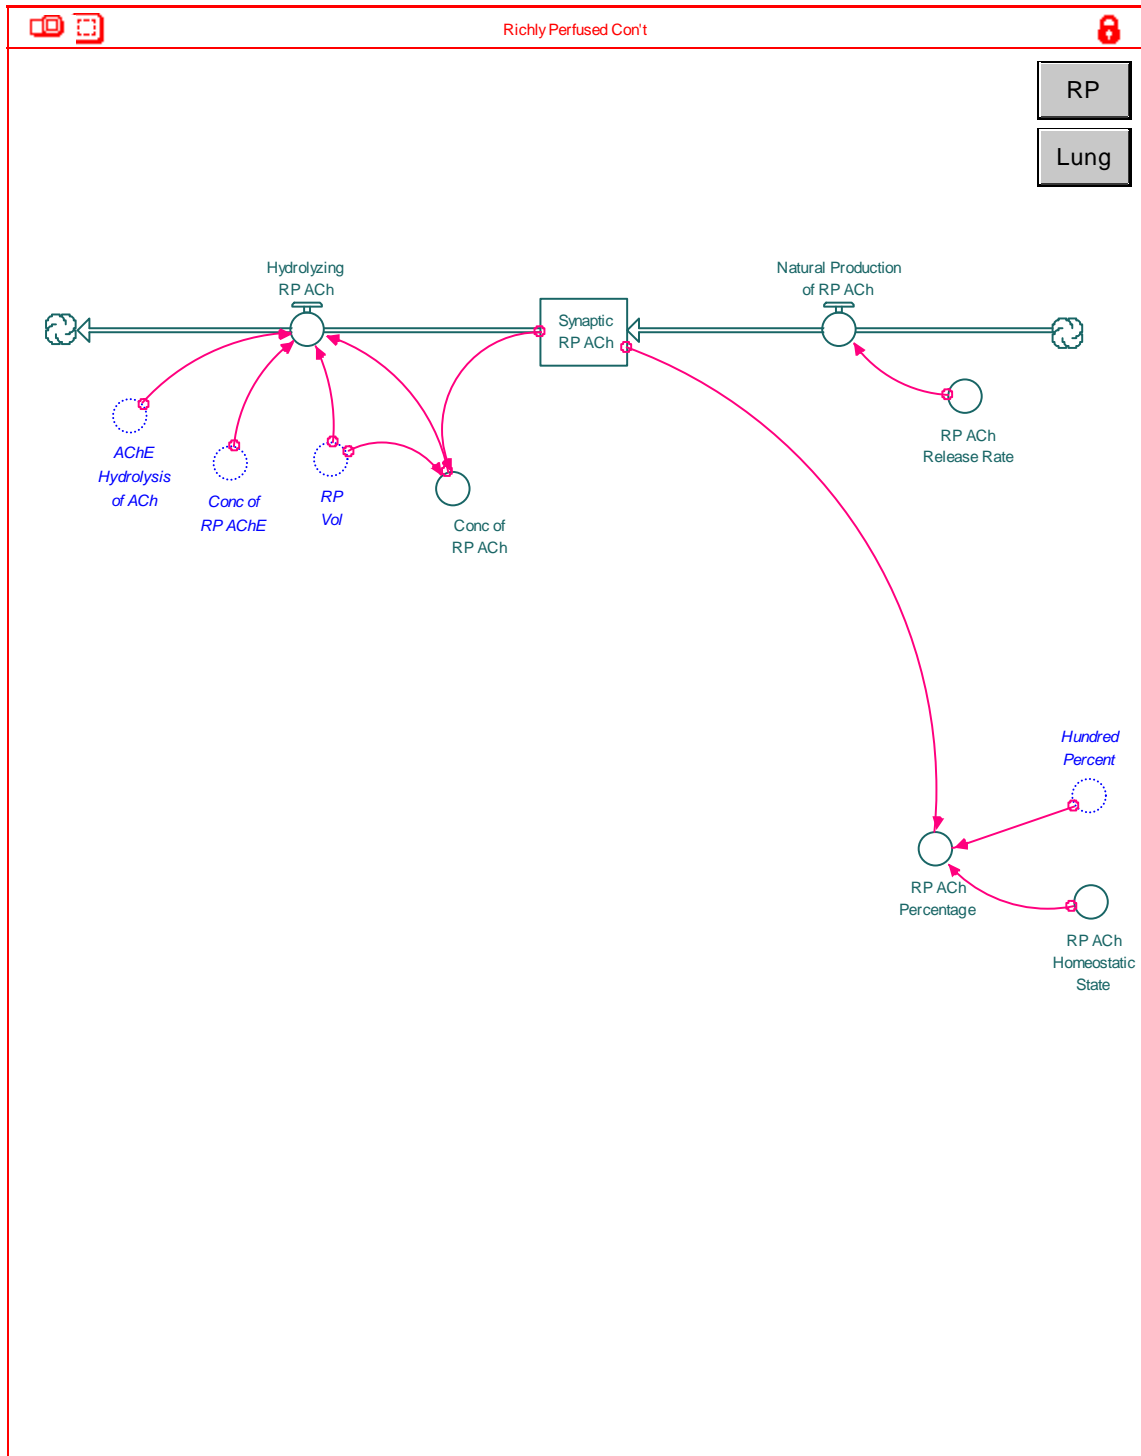 Richly Perfused Con't
RP
Lung
Hydrolyzing
RP ACh
Natural Production
of RP ACh
Synaptic
RP ACh
AChE
Hydrolysis
of ACh
Conc of
RP AChE
RP
Vol
Conc of
RP ACh
RP ACh
Release Rate
Hundred
Percent
RP ACh
Percentage
RP ACh
Homeostatic
State